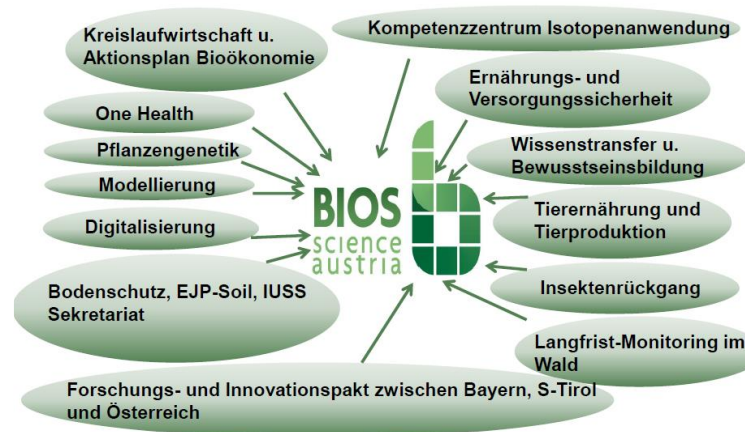 Kreislaufwirtschaft u.
Aktionsplan Bioökonomie
Kompetenzzentrum Isotopenanwendung
Ernährungs- und
Versorgungssicherheit
One Health
Pflanzengenetik
Wissenstransfer u.
Bewusstseinsbildung
Modellierung
BIOS
science
austria
Digitalisierung
Tierernährung und
Tierproduktion
Bodenschutz, EJP-Soil, IUSS
Sekretariat
Insektenrückgang
Langfrist-Monitoring im
Wald
Forschungs- und Innovationspakt zwischen Bayern, S-Tirol
und Österreich